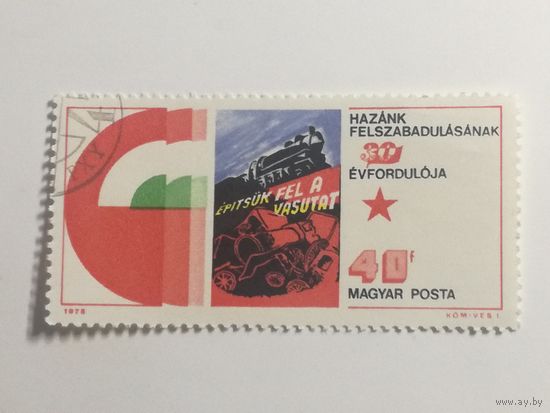 HAZÁNK
FELSZABADULÁSÁNAK
30
ÉVFORDULÓJA
ÉPITSÜK FEL A
VASUTAT
40f
MAGYAR POSTA
1975
KÖMIVES I.
www.ay.by